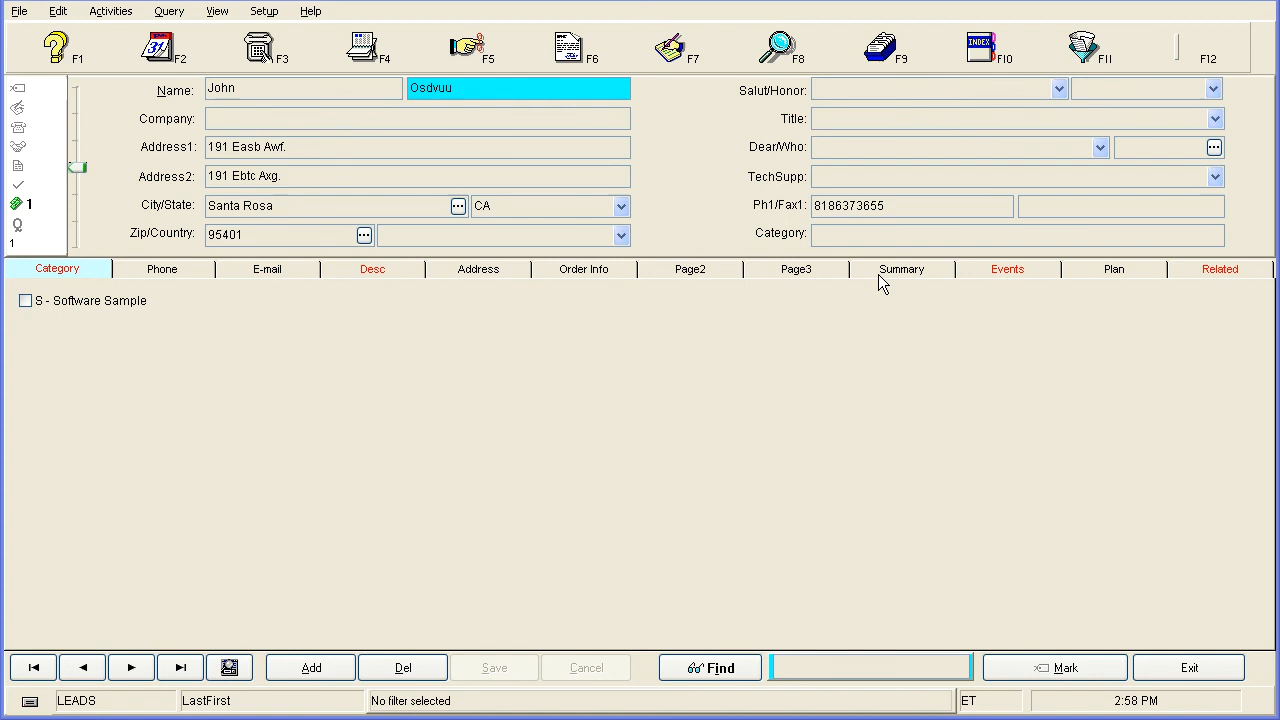 File Edit Activities Query View Setup Help
F1 F2 F3 F4 F5 F6 F7 F8 F9 INDEX F10 F11 F12
Name: John Osdvuu Salut/Honor:
Company: Title:
Address1: 191 Easb Awf. Dear/Who:
Address2: 191 Ebtc Axg. TechSupp:
City/State: Santa Rosa CA Ph1/Fax1: 8186373655
Zip/Country: 95401 Category:
1
1
Category Phone E-mail Desc Address Order Info Page2 Page3 Summary Events Plan Related
S - Software Sample
Add Del Save Cancel Find Mark Exit
LEADS LastFirst No filter selected ET 2:58 PM